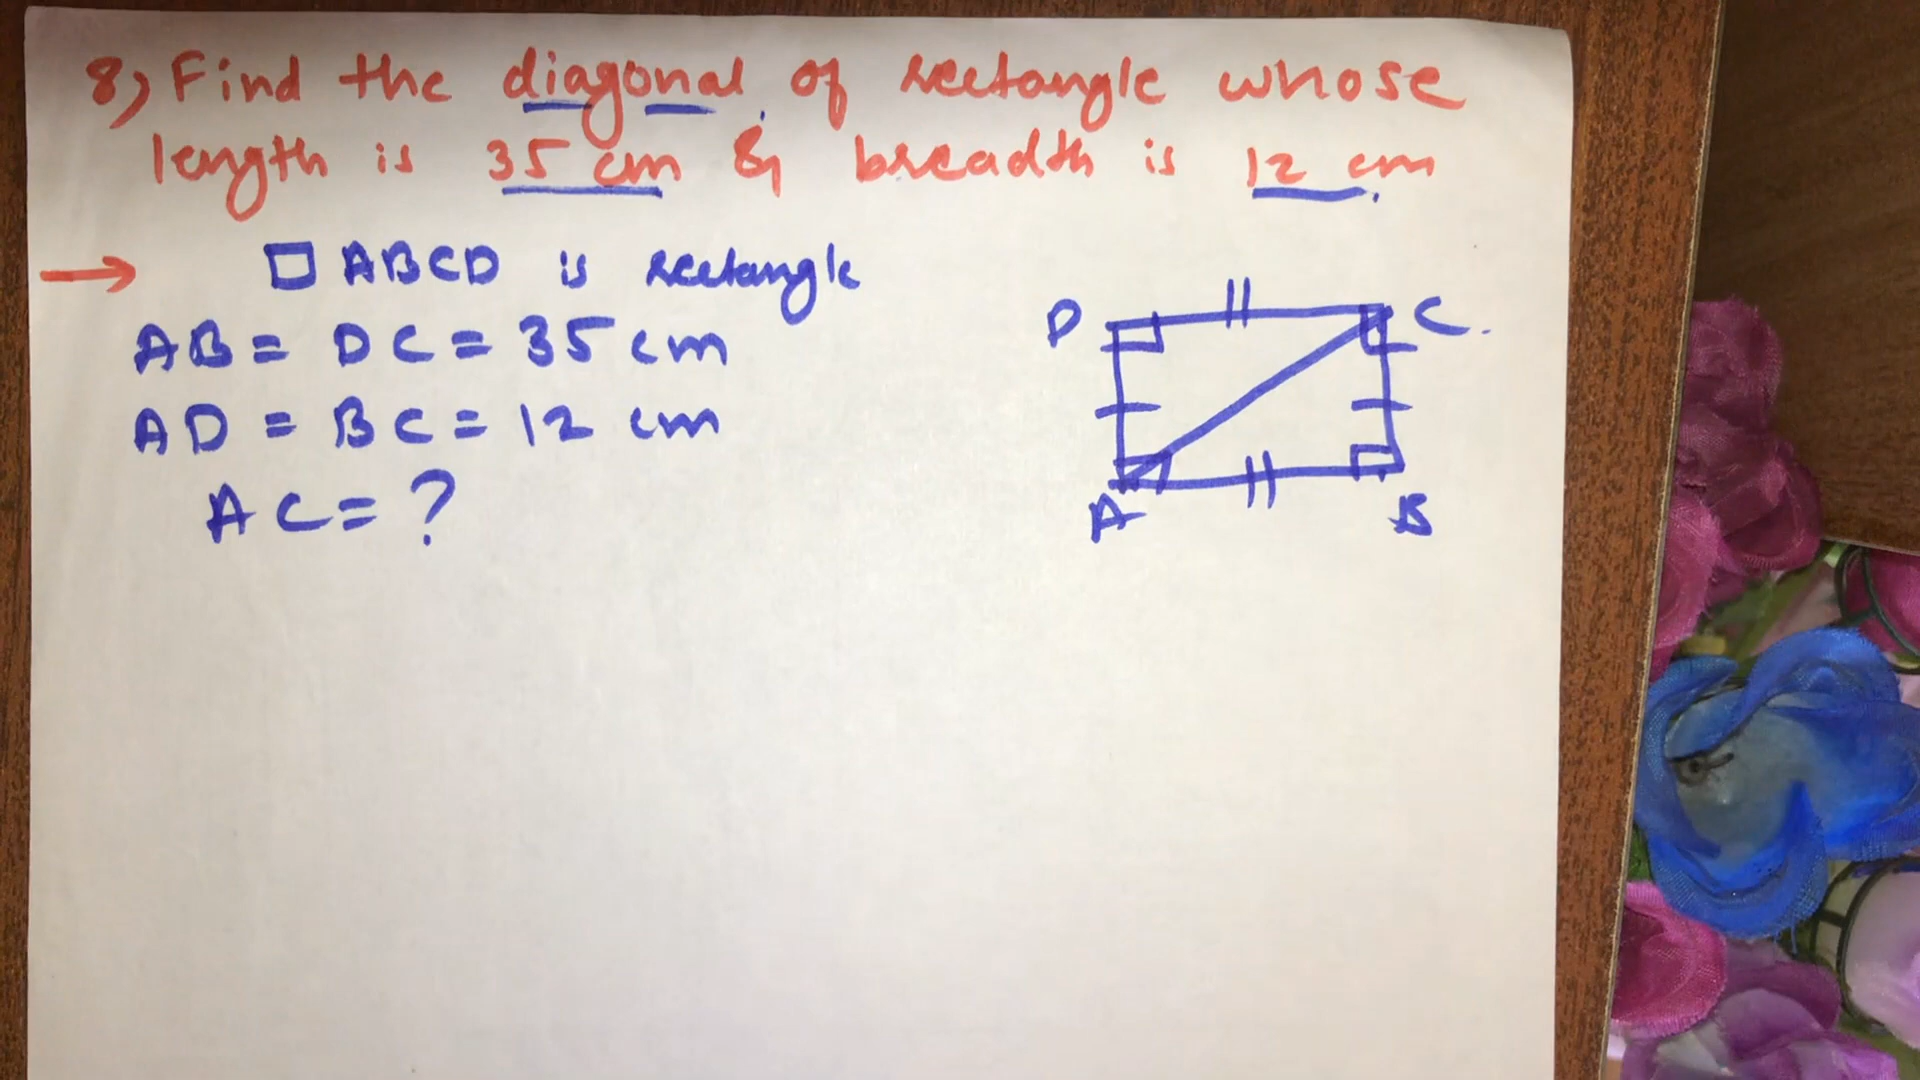 8) Find the diagonal of rectangle whose
length is 35 cm & breadth is 12 cm
→ □ ABCD is rectangle
AB = DC = 35 cm
AD = BC = 12 cm
AC = ?
D C.
A B